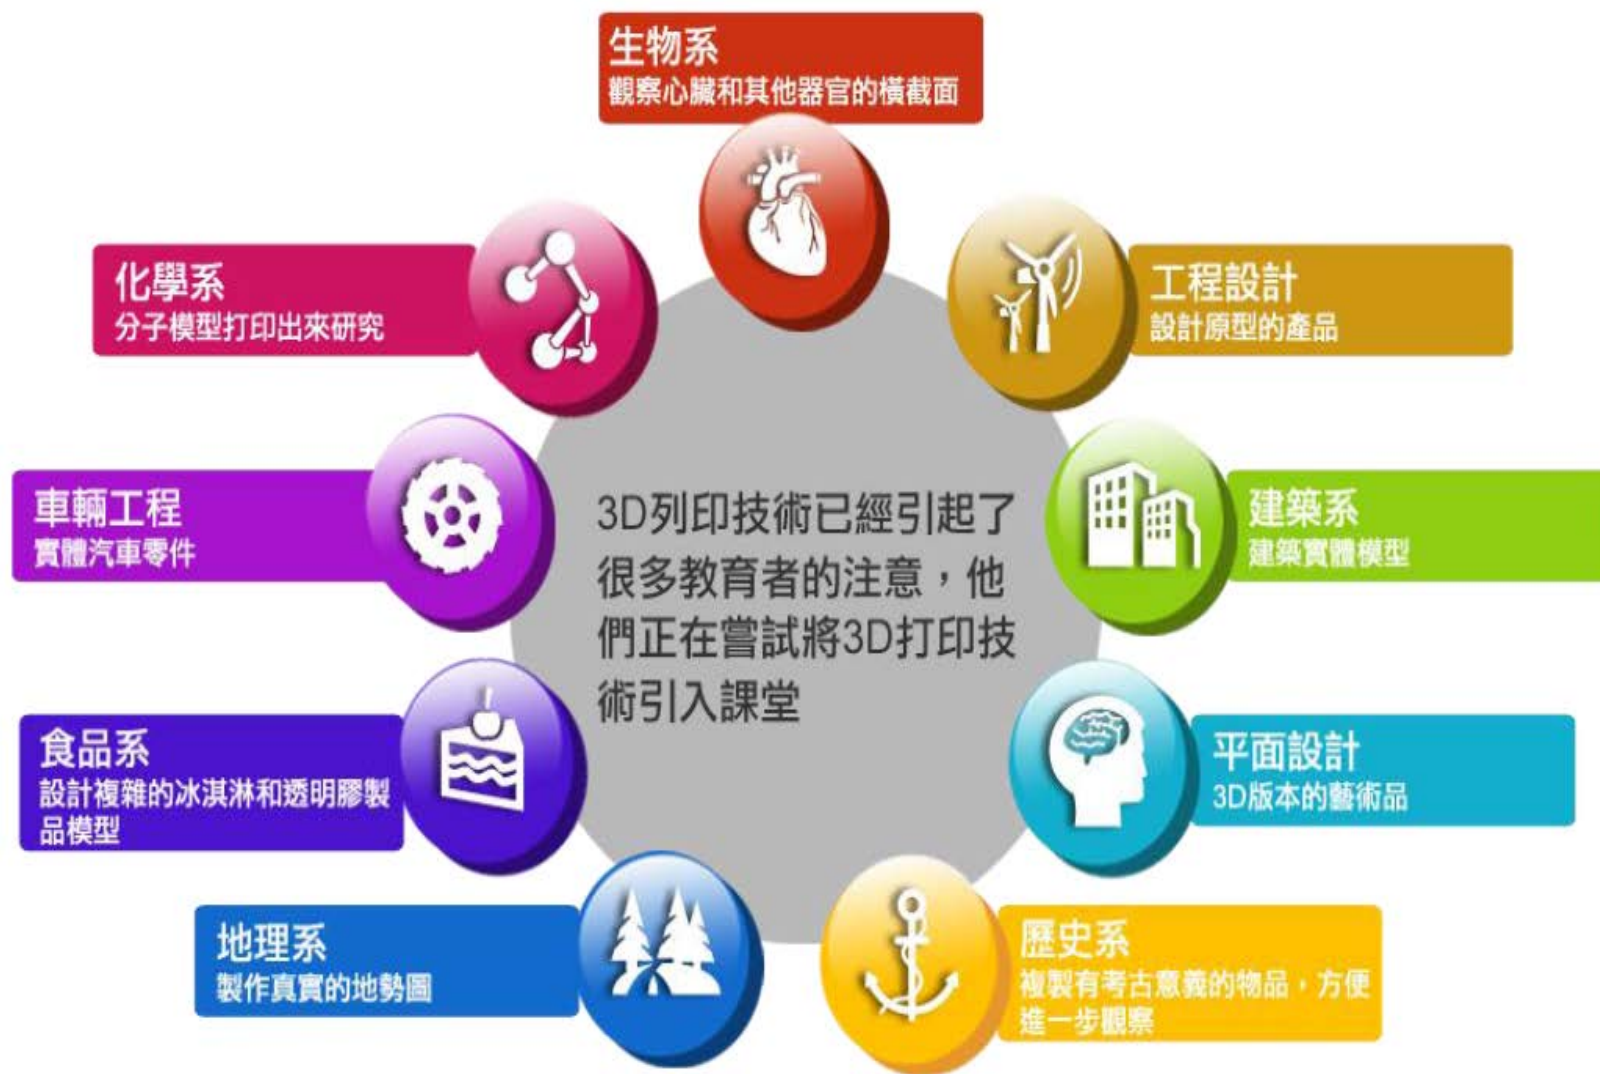 生物系
觀察心臟和其他器官的橫截面
工程設計
設計原型的產品
建築系
建築實體模型
平面設計
3D版本的藝術品
歷史系
複製有考古意義的物品，方便
進一步觀察
地理系
製作真實的地勢圖
食品系
設計複雜的冰淇淋和透明膠製
品模型
車輛工程
實體汽車零件
化學系
分子模型打印出來研究
3D列印技術已經引起了
很多教育者的注意，他
們正在嘗試將3D打印技
術引入課堂